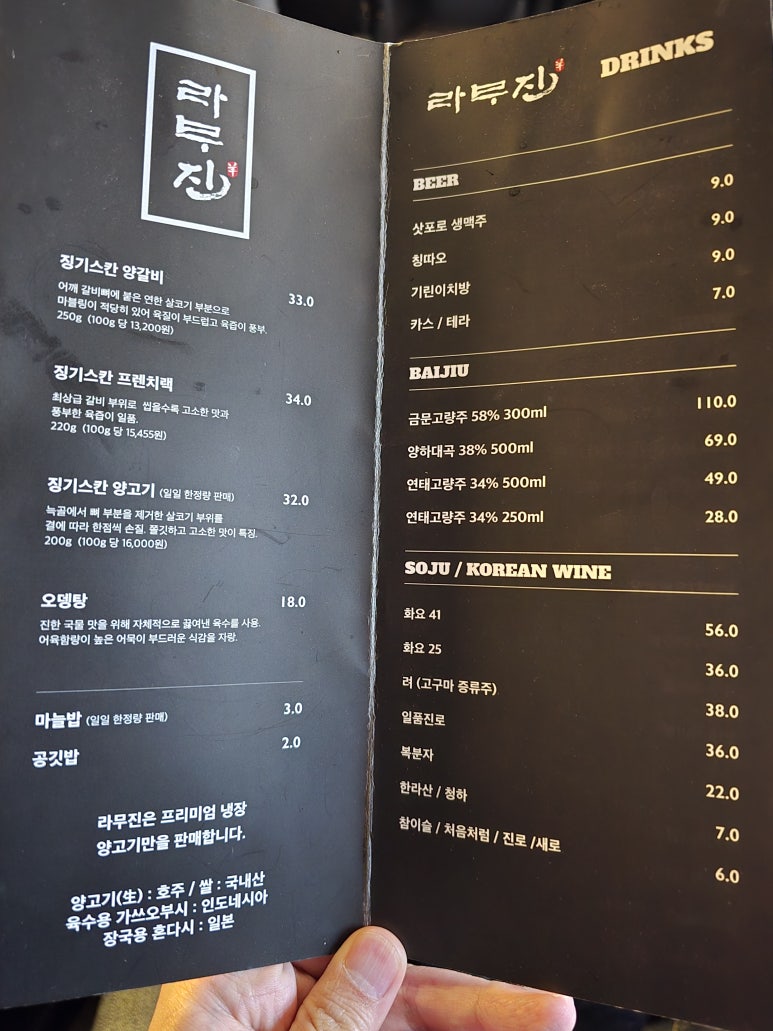 라
무
진
羊
징기스칸 양갈비
33.0
어깨 갈비뼈에 붙은 연한 살코기 부분으로
마블링이 적당히 있어 육질이 부드럽고 육즙이 풍부.
250g (100g 당 13,200원)
징기스칸 프렌치랙
34.0
최상급 갈비 부위로 씹을수록 고소한 맛과
풍부한 육즙이 일품.
220g (100g 당 15,455원)
징기스칸 양고기 (일일 한정량 판매)
32.0
늑골에서 뼈 부분을 제거한 살코기 부위를
결에 따라 한점씩 손질. 쫄깃하고 고소한 맛이 특징.
200g (100g 당 16,000원)
오뎅탕 18.0
진한 국물 맛을 위해 자체적으로 끓여낸 육수를 사용.
어육함량이 높은 어묵이 부드러운 식감을 자랑.
마늘밥 (일일 한정량 판매) 3.0
공깃밥 2.0
라무진은 프리미엄 냉장
양고기만을 판매합니다.
양고기(生) : 호주 / 쌀 : 국내산
육수용 가쓰오부시 : 인도네시아
장국용 혼다시 : 일본
라무진 羊 DRINKS
BEER
삿포로 생맥주 9.0
칭따오 9.0
기린이치방 9.0
카스 / 테라 7.0
BAIJIU
금문고량주 58% 300ml 110.0
양하대곡 38% 500ml 69.0
연태고량주 34% 500ml 49.0
연태고량주 34% 250ml 28.0
SOJU / KOREAN WINE
화요 41 56.0
화요 25 36.0
려 (고구마 증류주) 38.0
일품진로 36.0
복분자 22.0
한라산 / 청하 7.0
참이슬 / 처음처럼 / 진로 /새로 6.0